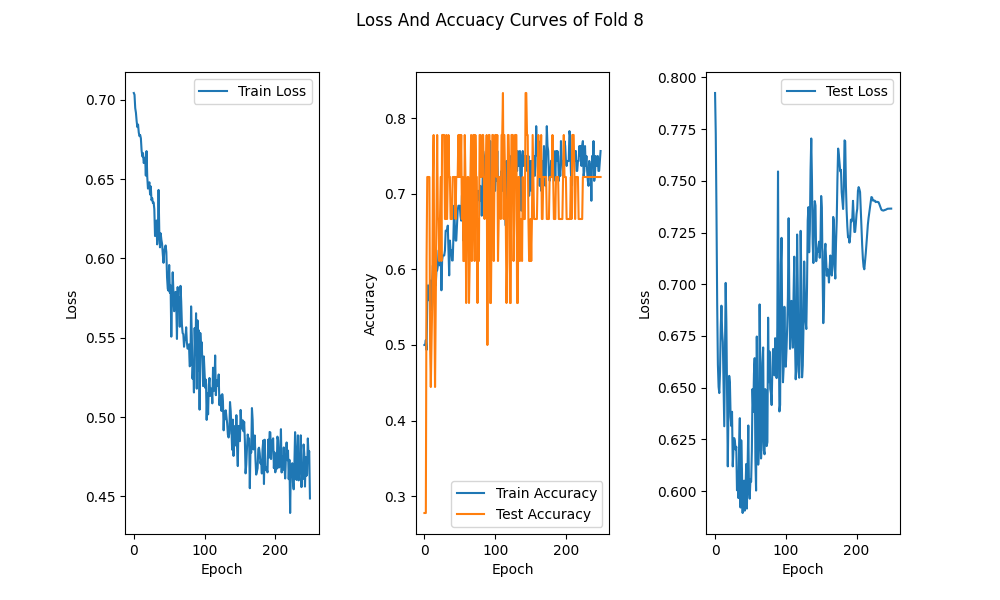 Loss And Accuacy Curves of Fold 8
Train Loss
0.70
0.65
0.60
0.55
0.50
0.45
Loss
0 100 200
Epoch
0.8
0.7
0.6
0.5
0.4
0.3
Accuracy
Train Accuracy
Test Accuracy
0 100 200
Epoch
Test Loss
0.800
0.775
0.750
0.725
0.700
0.675
0.650
0.625
0.600
Loss
0 100 200
Epoch